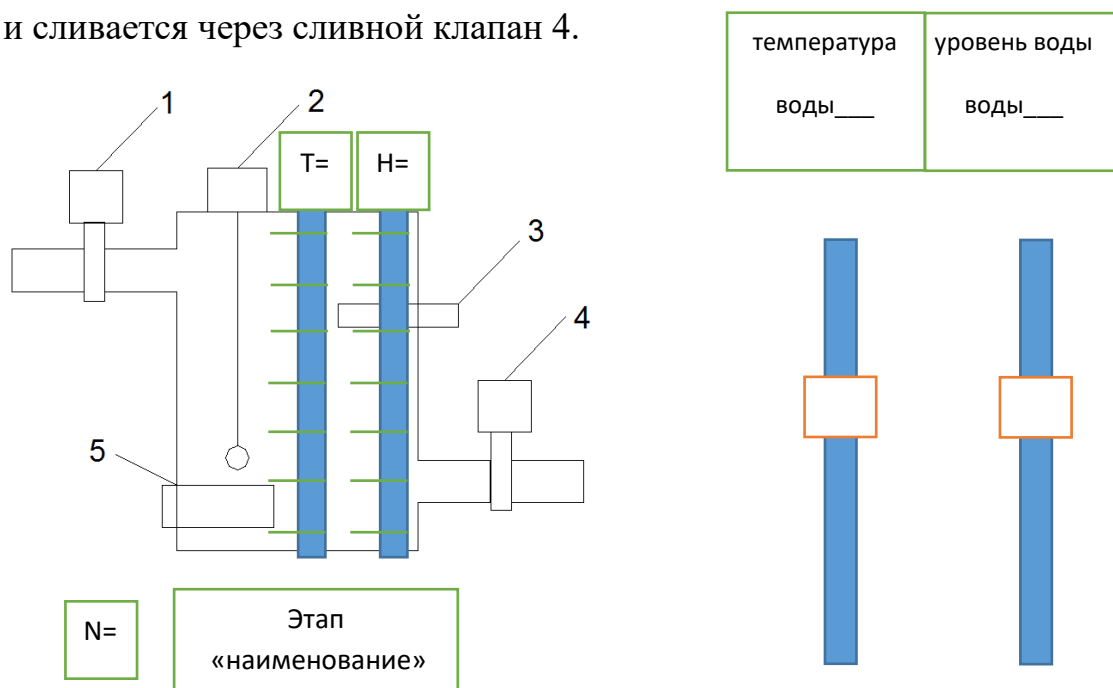 и сливается через сливной клапан 4.
температура
воды___
уровень воды
воды___
1
2
T=
H=
3
4
5
N=
Этап
«наименование»